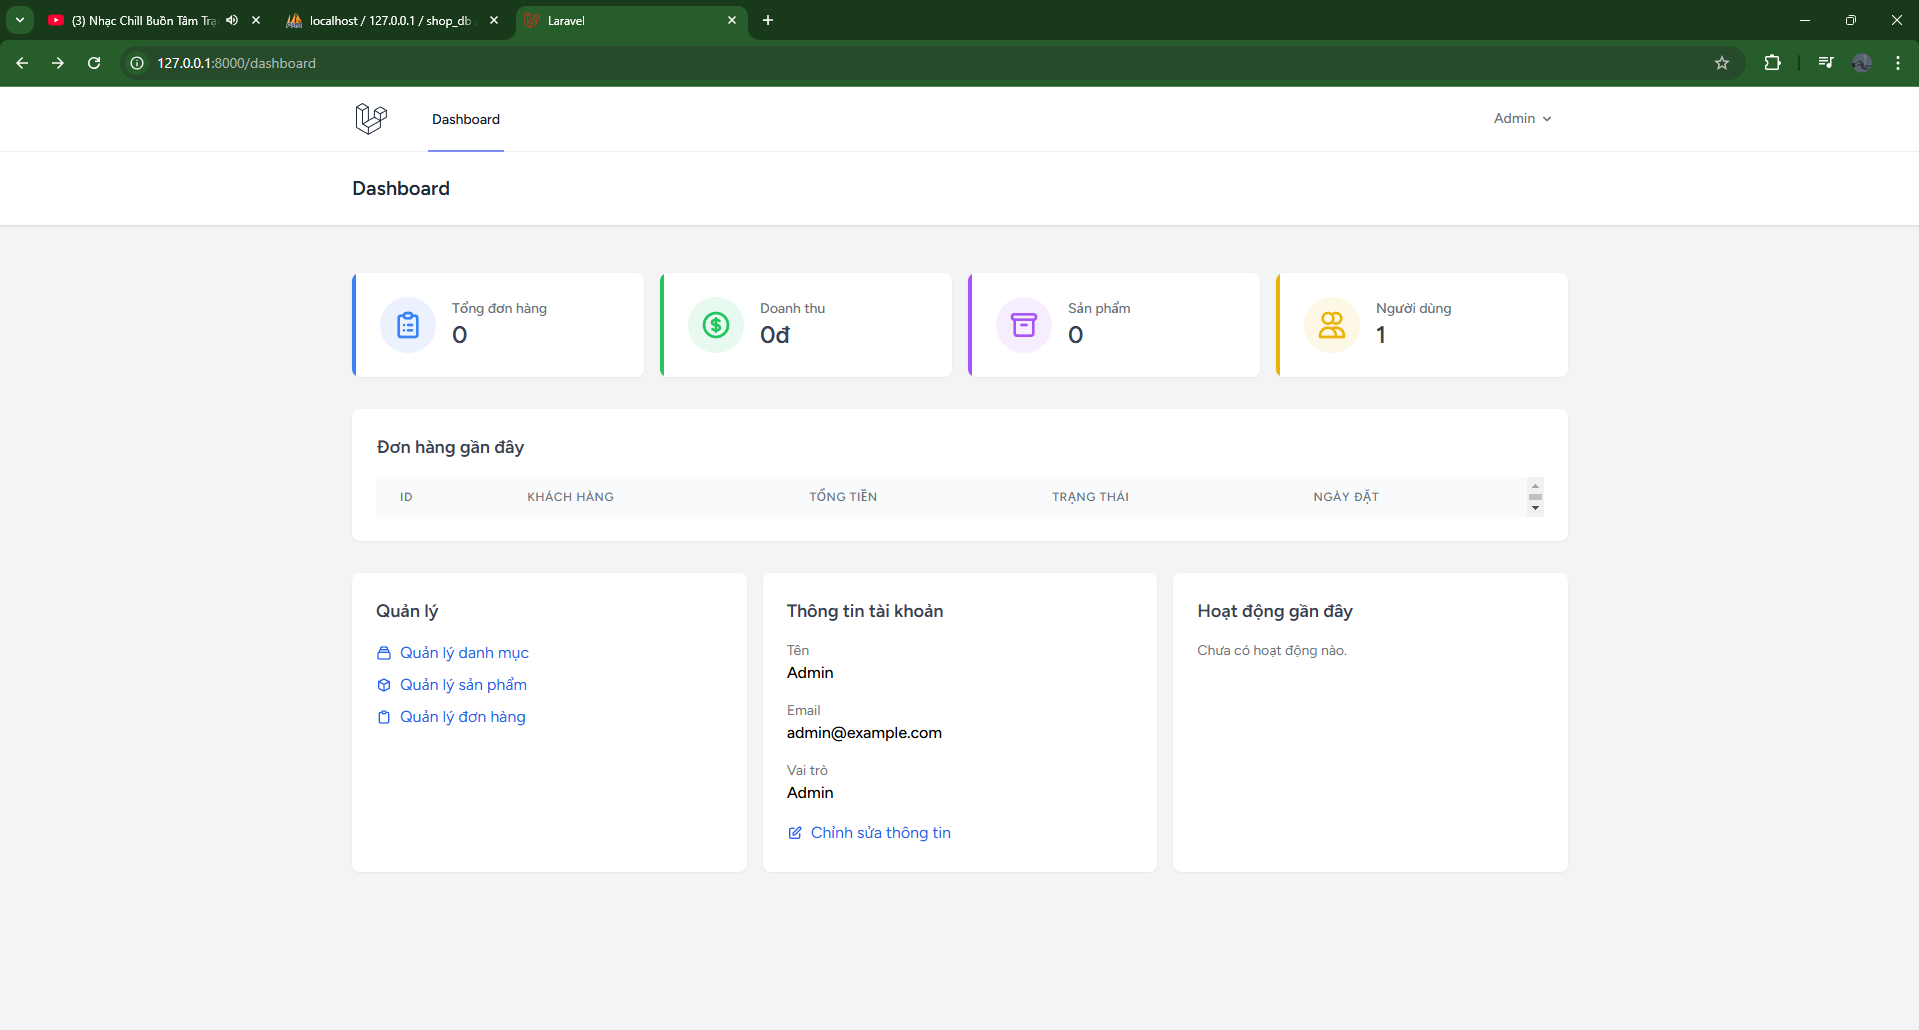 (3) Nhạc Chill Buồn Tâm Trạ
localhost / 127.0.0.1 / shop_db
Laravel
127.0.0.1:8000/dashboard
Dashboard
Admin
Dashboard
Tổng đơn hàng
0
Doanh thu
0đ
Sản phẩm
0
Người dùng
1
Đơn hàng gần đây
ID KHÁCH HÀNG TỔNG TIỀN TRẠNG THÁI NGÀY ĐẶT
Quản lý
Quản lý danh mục
Quản lý sản phẩm
Quản lý đơn hàng
Thông tin tài khoản
Tên
Admin
Email
admin@example.com
Vai trò
Admin
Chỉnh sửa thông tin
Hoạt động gần đây
Chưa có hoạt động nào.